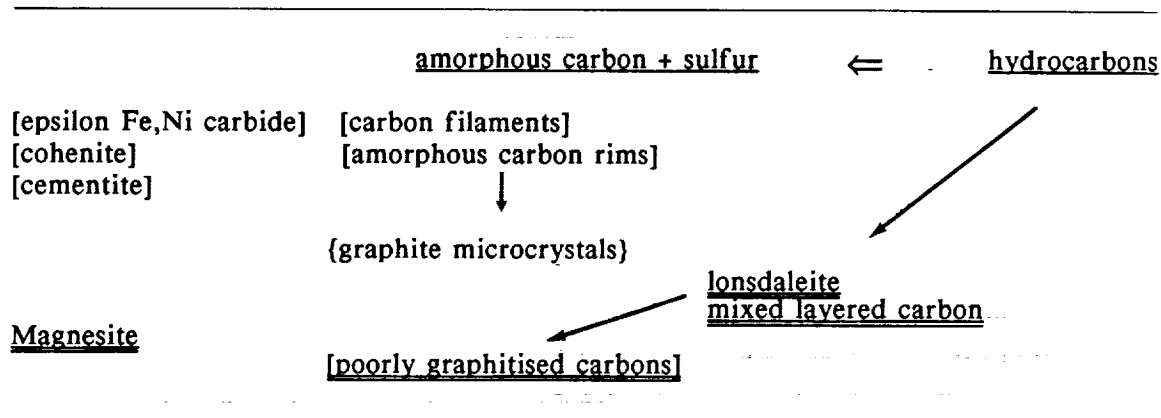 amorphous carbon + sulfur ⇐ hydrocarbons
[epsilon Fe,Ni carbide] [carbon filaments]
[cohenite] [amorphous carbon rims]
[cementite]
{graphite microcrystals}
lonsdaleite
mixed layered carbon
Magnesite
[poorly graphitised carbons]